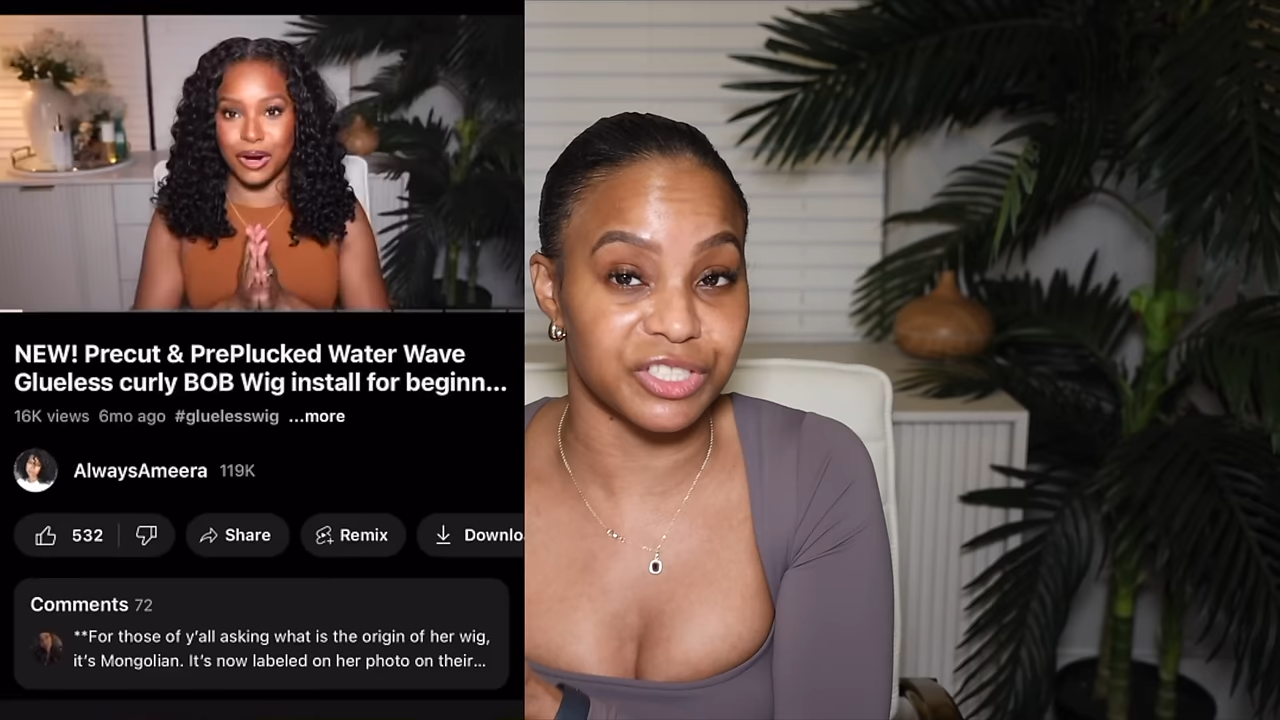 NEW! Precut & PrePlucked Water Wave
Glueless curly BOB Wig install for beginn...
16K views 6mo ago #gluelesswig ...more
AlwaysAmeera 119K
532 Share Remix Downlo
Comments 72
**For those of y'all asking what is the origin of her wig,
it's Mongolian. It's now labeled on her photo on their...